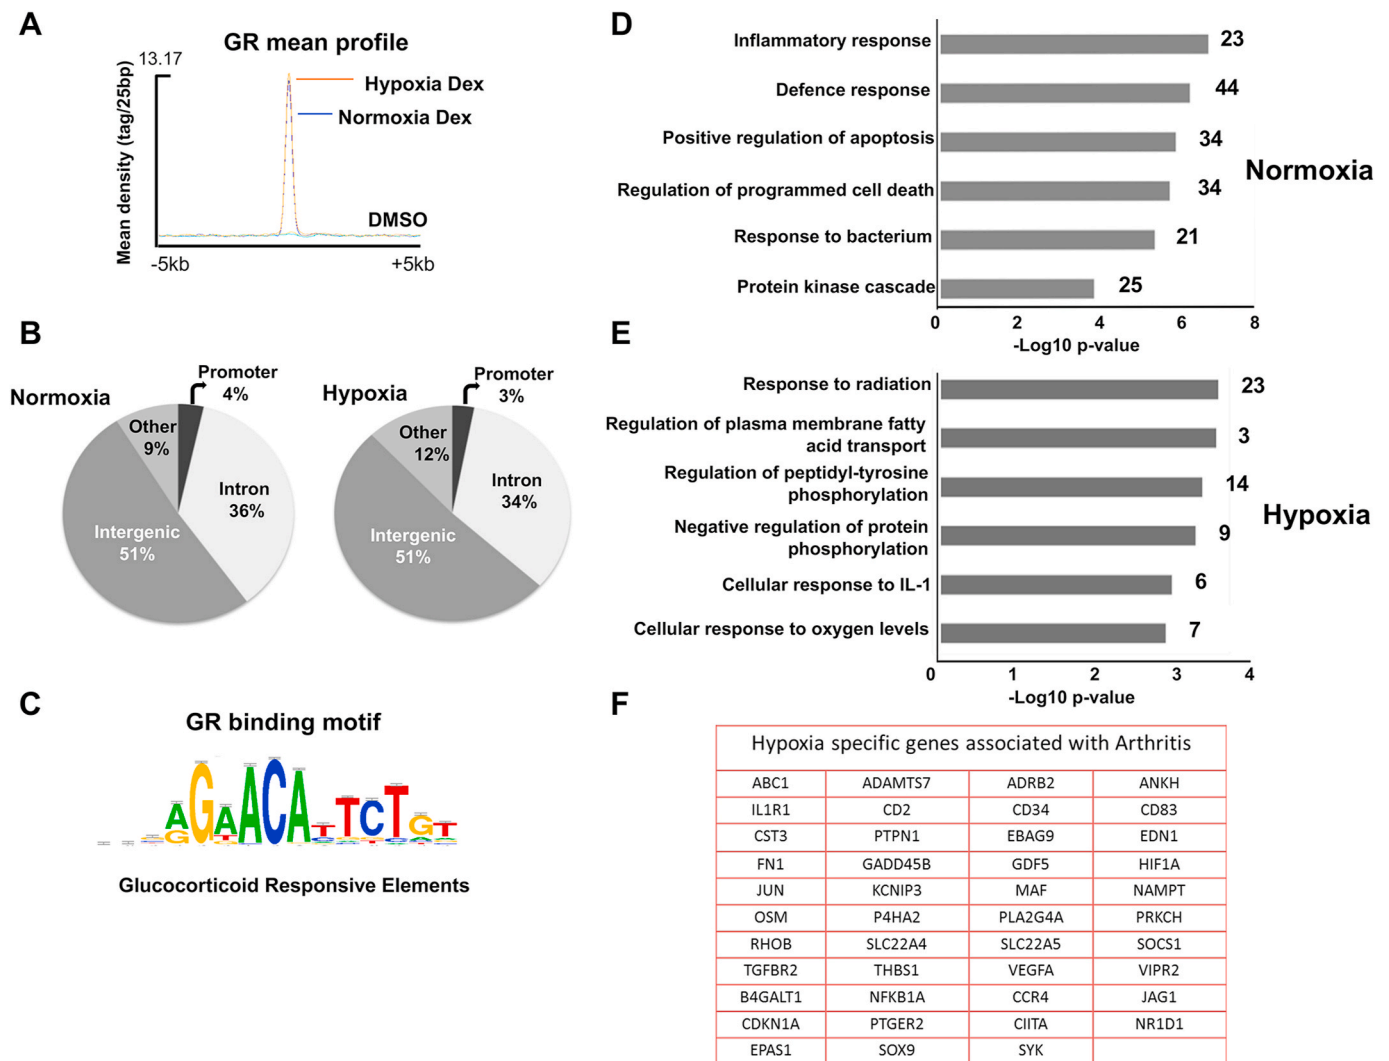 A
GR mean profile
13.17
Mean density (tag/25bp)
Hypoxia Dex
Normoxia Dex
DMSO
-5kb
+5kb
B
Normoxia
Promoter
4%
Other
9%
Intron
36%
Intergenic
51%
Hypoxia
Promoter
3%
Other
12%
Intron
34%
Intergenic
51%
C
GR binding motif
Glucocorticoid Responsive Elements
D
Inflammatory response 23
Defence response 44
Positive regulation of apoptosis 34
Regulation of programmed cell death 34
Response to bacterium 21
Protein kinase cascade 25
Normoxia
0 2 4 6 8
-Log10 p-value
E
Response to radiation 23
Regulation of plasma membrane fatty
acid transport 3
Regulation of peptidyl-tyrosine
phosphorylation 14
Negative regulation of protein
phosphorylation 9
Cellular response to IL-1 6
Cellular response to oxygen levels 7
Hypoxia
0 1 2 3 4
-Log10 p-value
F
Hypoxia specific genes associated with Arthritis
ABC1 ADAMTS7 ADRB2 ANKH
IL1R1 CD2 CD34 CD83
CST3 PTPN1 EBAG9 EDN1
FN1 GADD45B GDF5 HIF1A
JUN KCNIP3 MAF NAMPT
OSM P4HA2 PLA2G4A PRKCH
RHOB SLC22A4 SLC22A5 SOCS1
TGFBR2 THBS1 VEGFA VIPR2
B4GALT1 NFKB1A CCR4 JAG1
CDKN1A PTGER2 CIITA NR1D1
EPAS1 SOX9 SYK